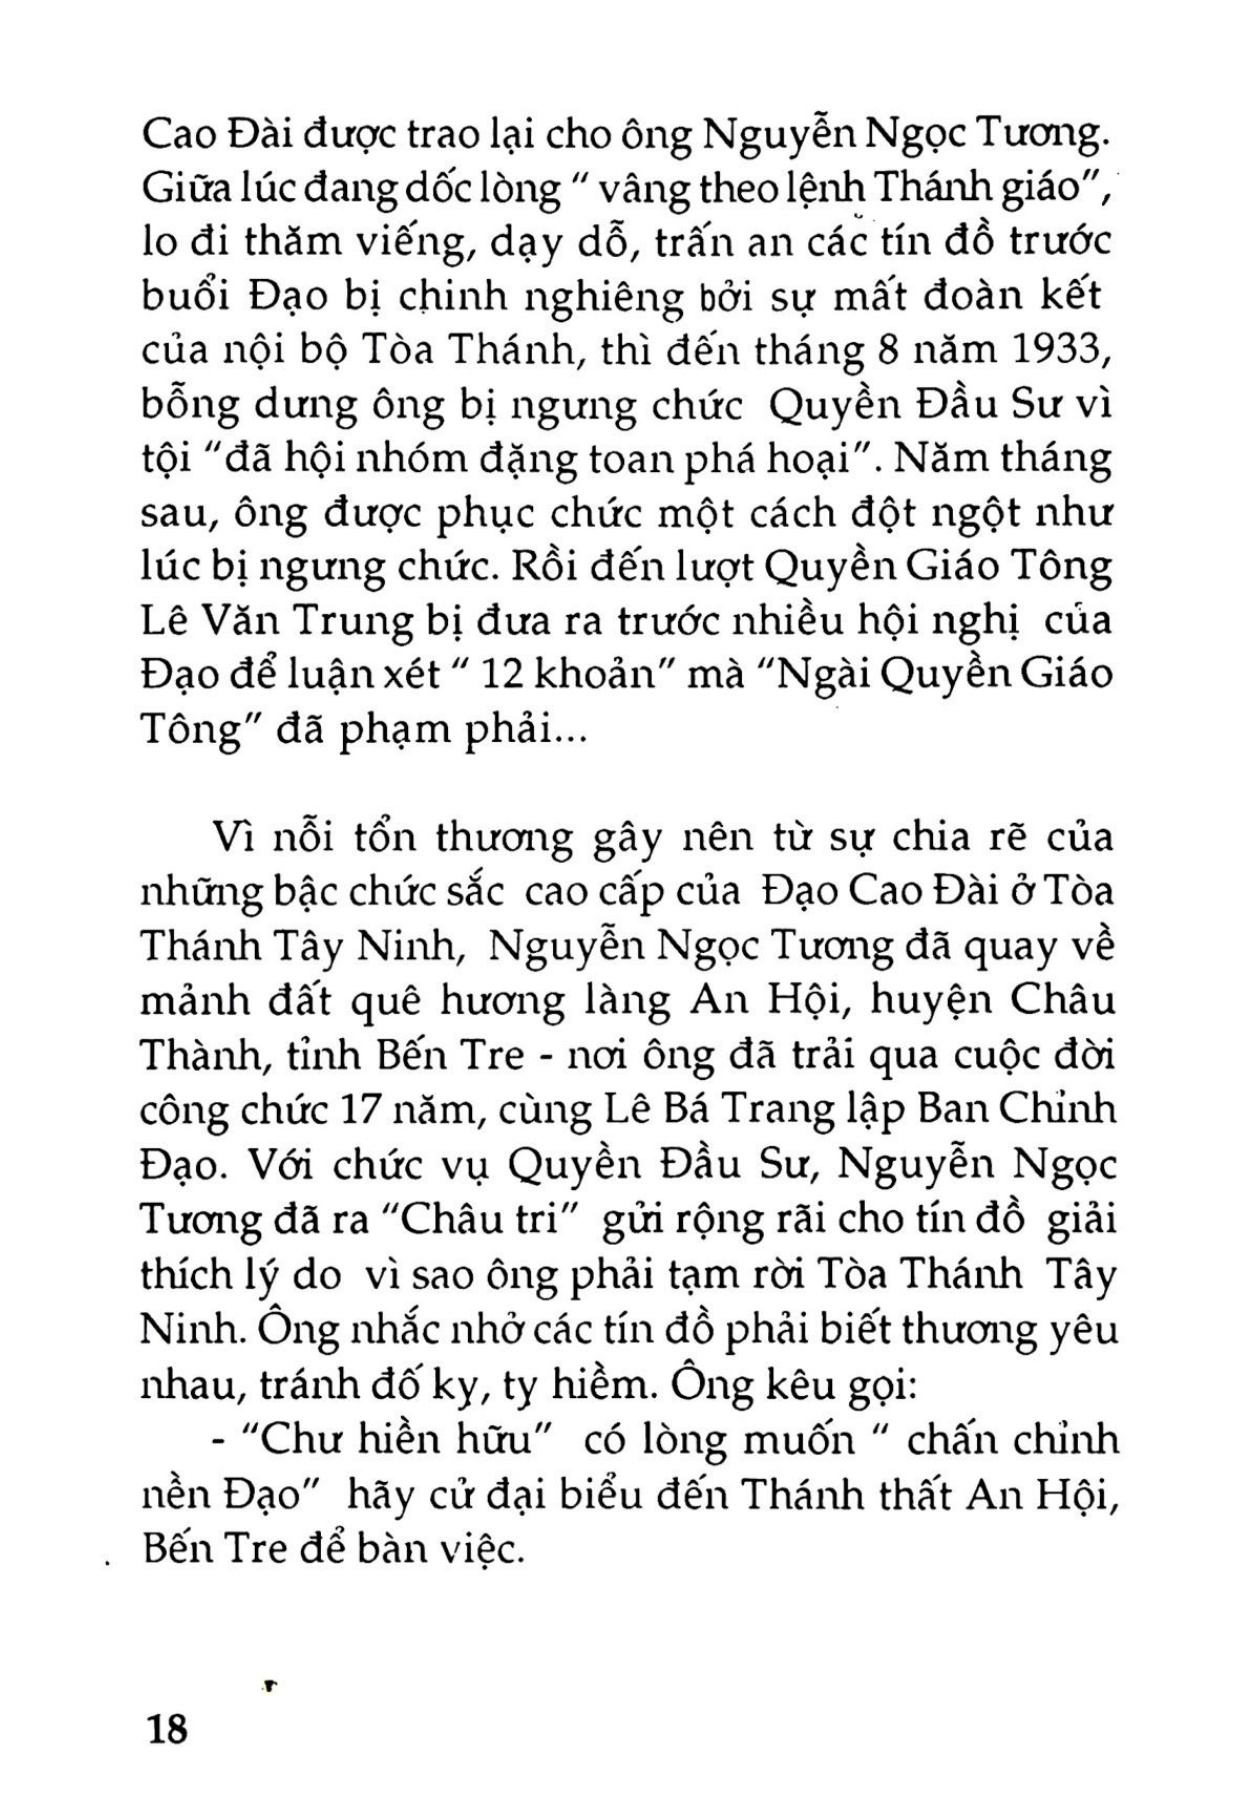 Cao Đài được trao lại cho ông Nguyễn Ngọc Tương.
Giữa lúc đang dốc lòng " vâng theo lệnh Thánh giáo",
lo đi thăm viếng, dạy dỗ, trấn an các tín đồ trước
buổi Đạo bị chinh nghiêng bởi sự mất đoàn kết
của nội bộ Tòa Thánh, thì đến tháng 8 năm 1933,
bỗng dưng ông bị ngưng chức Quyền Đầu Sư vì
tội "đã hội nhóm đặng toan phá hoại". Năm tháng
sau, ông được phục chức một cách đột ngột như
lúc bị ngưng chức. Rồi đến lượt Quyền Giáo Tông
Lê Văn Trung bị đưa ra trước nhiều hội nghị của
Đạo để luận xét " 12 khoản" mà "Ngài Quyền Giáo
Tông" đã phạm phải...
Vì nỗi tổn thương gây nên từ sự chia rẽ của
những bậc chức sắc cao cấp của Đạo Cao Đài ở Tòa
Thánh Tây Ninh, Nguyễn Ngọc Tương đã quay về
mảnh đất quê hương làng An Hội, huyện Châu
Thành, tỉnh Bến Tre - nơi ông đã trải qua cuộc đời
công chức 17 năm, cùng Lê Bá Trang lập Ban Chỉnh
Đạo. Với chức vụ Quyền Đầu Sư, Nguyễn Ngọc
Tương đã ra "Châu tri" gửi rộng rãi cho tín đồ giải
thích lý do vì sao ông phải tạm rời Tòa Thánh Tây
Ninh. Ông nhắc nhở các tín đồ phải biết thương yêu
nhau, tránh đố kỵ, tỵ hiềm. Ông kêu gọi:
- "Chư hiền hữu" có lòng muốn " chấn chỉnh
nền Đạo" hãy cử đại biểu đến Thánh thất An Hội,
Bến Tre để bàn việc.
18